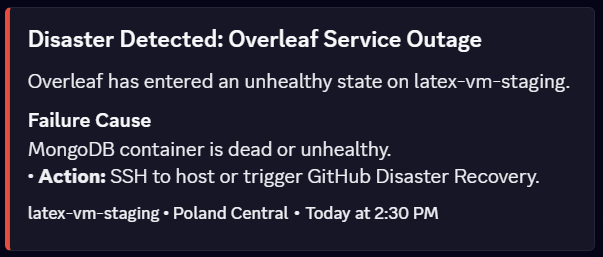 Disaster Detected: Overleaf Service Outage
Overleaf has entered an unhealthy state on latex-vm-staging.
Failure Cause
MongoDB container is dead or unhealthy.
• Action: SSH to host or trigger GitHub Disaster Recovery.
latex-vm-staging • Poland Central • Today at 2:30 PM